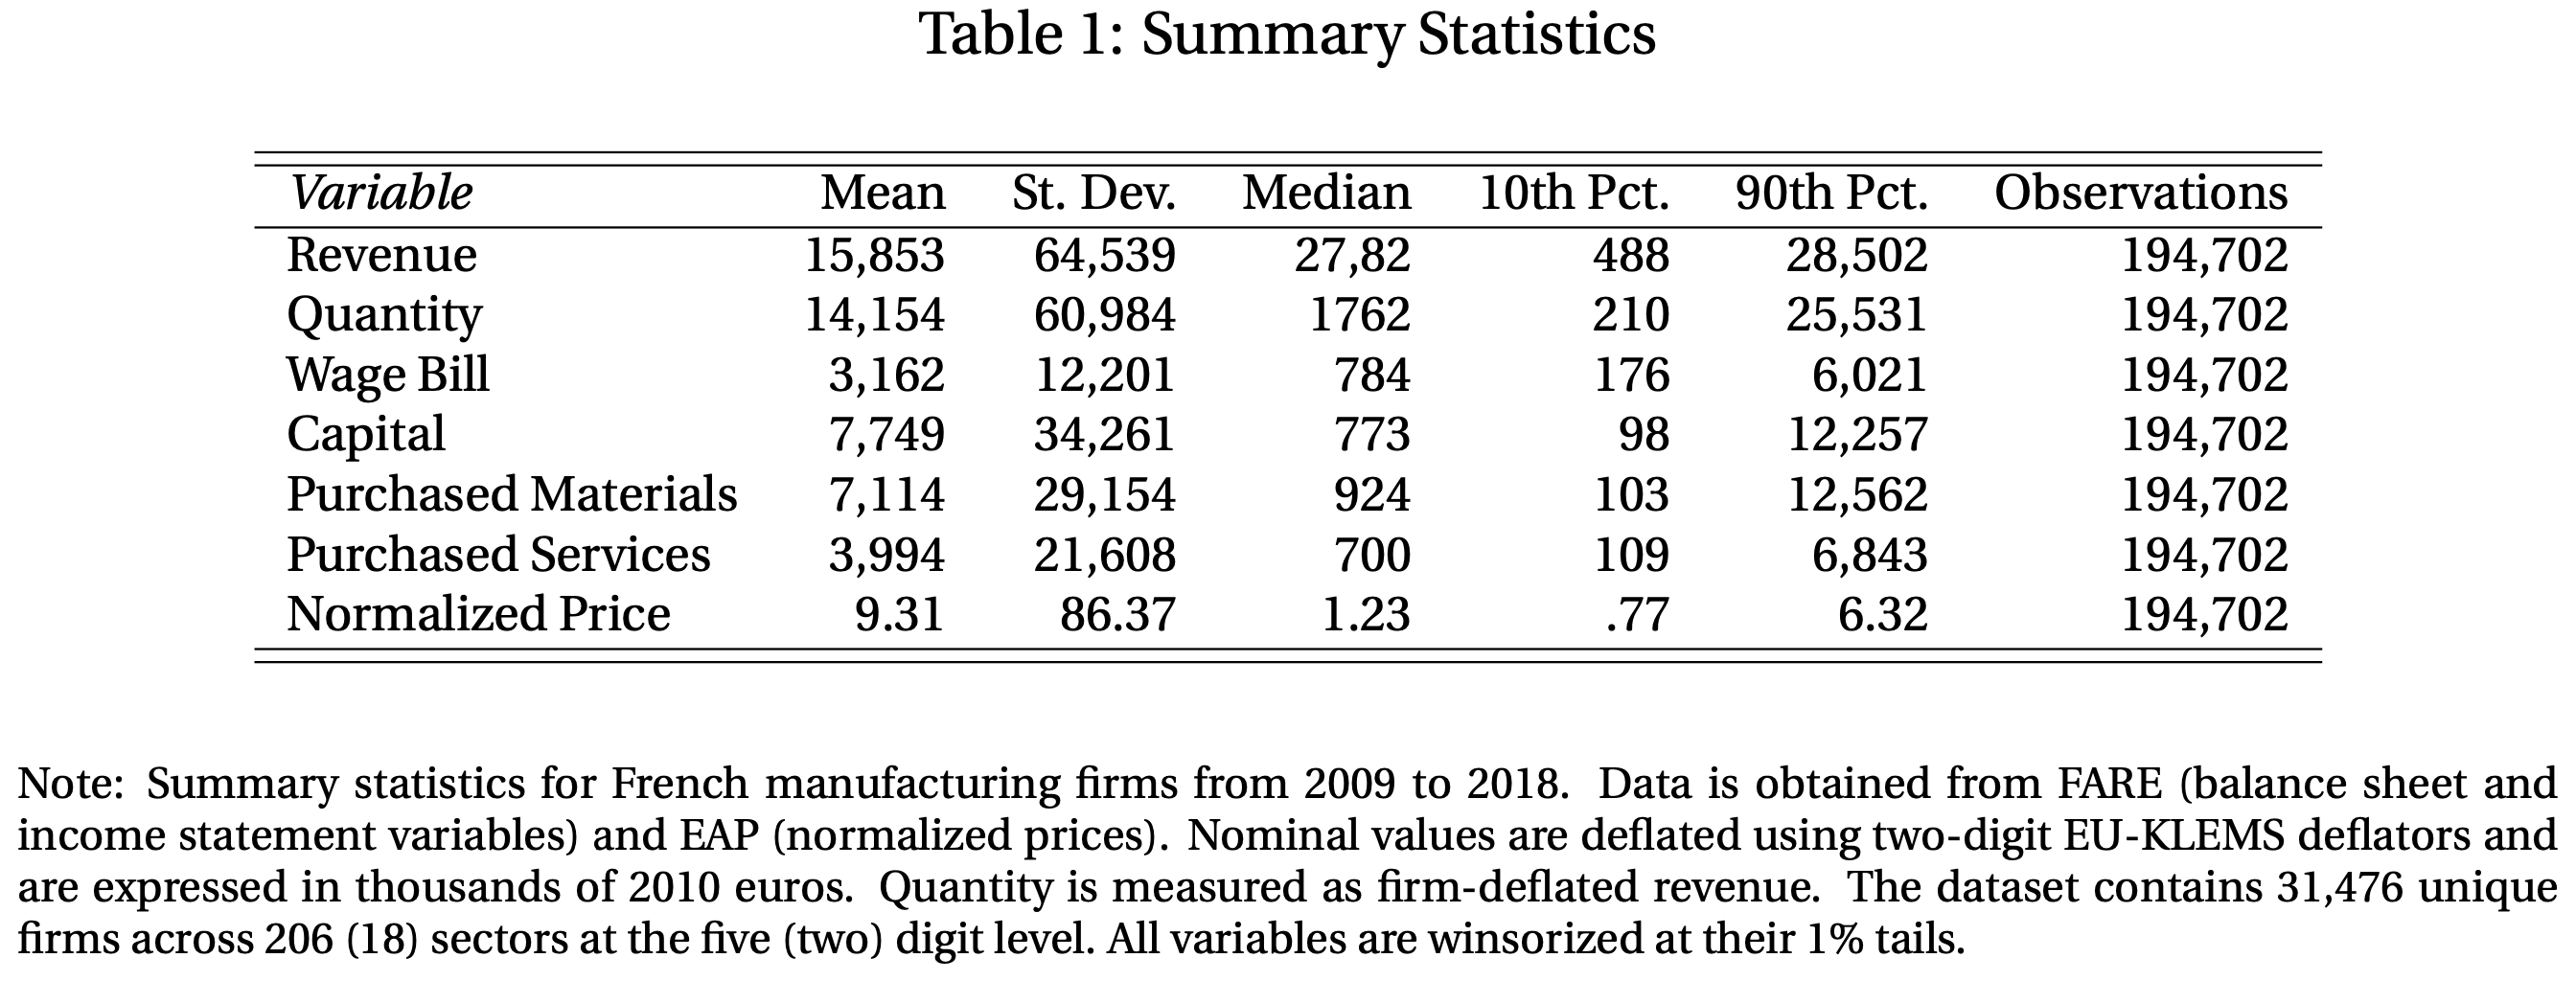 Table 1: Summary Statistics
Variable Mean St. Dev. Median 10th Pct. 90th Pct. Observations
Revenue 15,853 64,539 27,82 488 28,502 194,702
Quantity 14,154 60,984 1762 210 25,531 194,702
Wage Bill 3,162 12,201 784 176 6,021 194,702
Capital 7,749 34,261 773 98 12,257 194,702
Purchased Materials 7,114 29,154 924 103 12,562 194,702
Purchased Services 3,994 21,608 700 109 6,843 194,702
Normalized Price 9.31 86.37 1.23 .77 6.32 194,702
Note: Summary statistics for French manufacturing firms from 2009 to 2018. Data is obtained from FARE (balance sheet and
income statement variables) and EAP (normalized prices). Nominal values are deflated using two-digit EU-KLEMS deflators and
are expressed in thousands of 2010 euros. Quantity is measured as firm-deflated revenue. The dataset contains 31,476 unique
firms across 206 (18) sectors at the five (two) digit level. All variables are winsorized at their 1% tails.